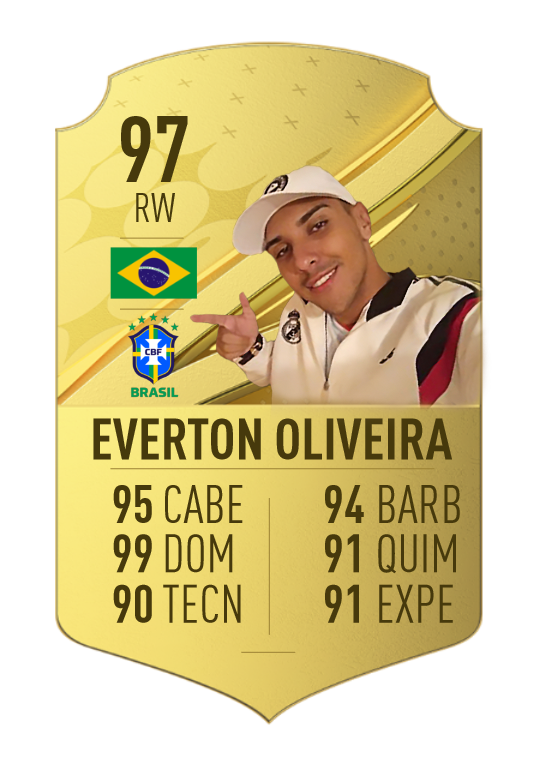 97
RW
CBF
BRASIL
EVERTON OLIVEIRA
95 CABE
99 DOM
90 TECN
94 BARB
91 QUIM
91 EXPE